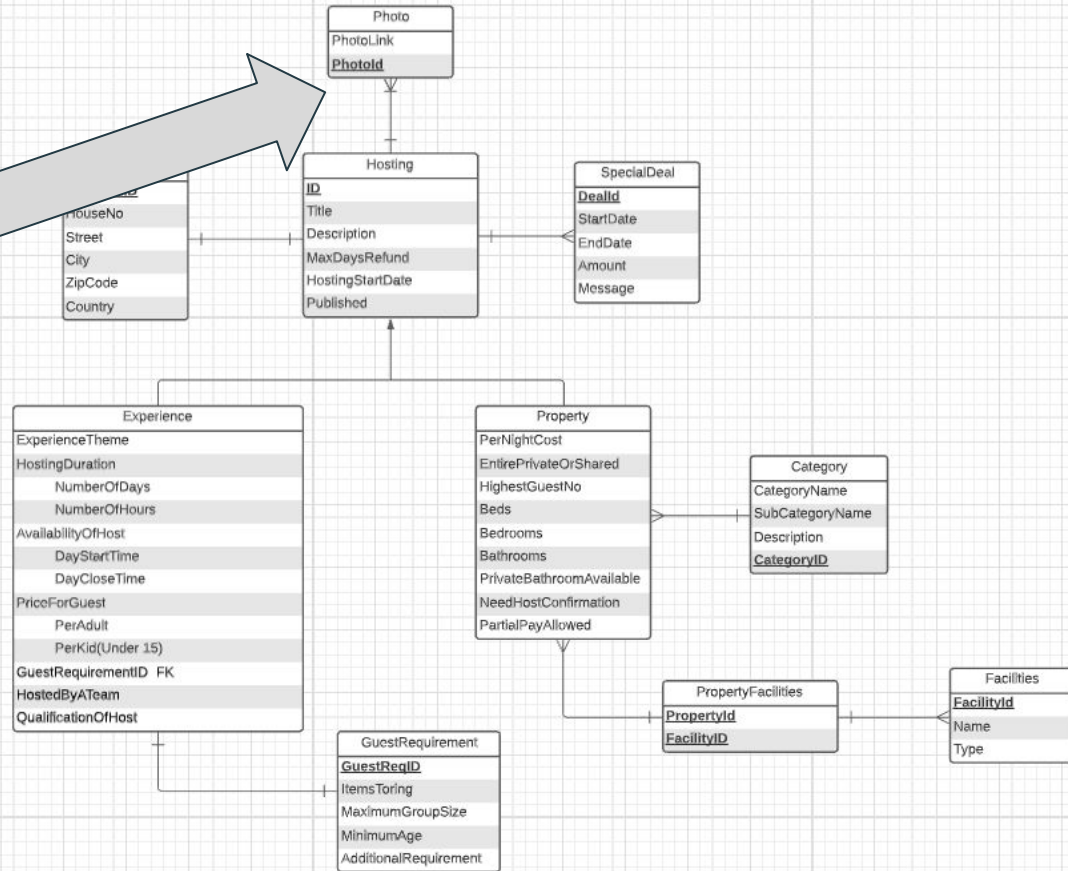 Photo
PhotoLink
PhotoId
Hosting
ID
Title
Description
MaxDaysRefund
HostingStartDate
Published
HouseNo
Street
City
ZipCode
Country
SpecialDeal
DealId
StartDate
EndDate
Amount
Message
Experience
ExperienceTheme
HostingDuration
NumberOfDays
NumberOfHours
AvailabilityOfHost
DayStartTime
DayCloseTime
PriceForGuest
PerAdult
PerKid(Under 15)
GuestRequirementID FK
HostedByATeam
QualificationOfHost
Property
PerNightCost
EntirePrivateOrShared
HighestGuestNo
Beds
Bedrooms
Bathrooms
PrivateBathroomAvailable
NeedHostConfirmation
PartialPayAllowed
Category
CategoryName
SubCategoryName
Description
CategoryID
PropertyFacilities
PropertyId
FacilityID
Facilities
FacilityId
Name
Type
GuestRequirement
GuestReqID
ItemsToring
MaximumGroupSize
MinimumAge
AdditionalRequirement